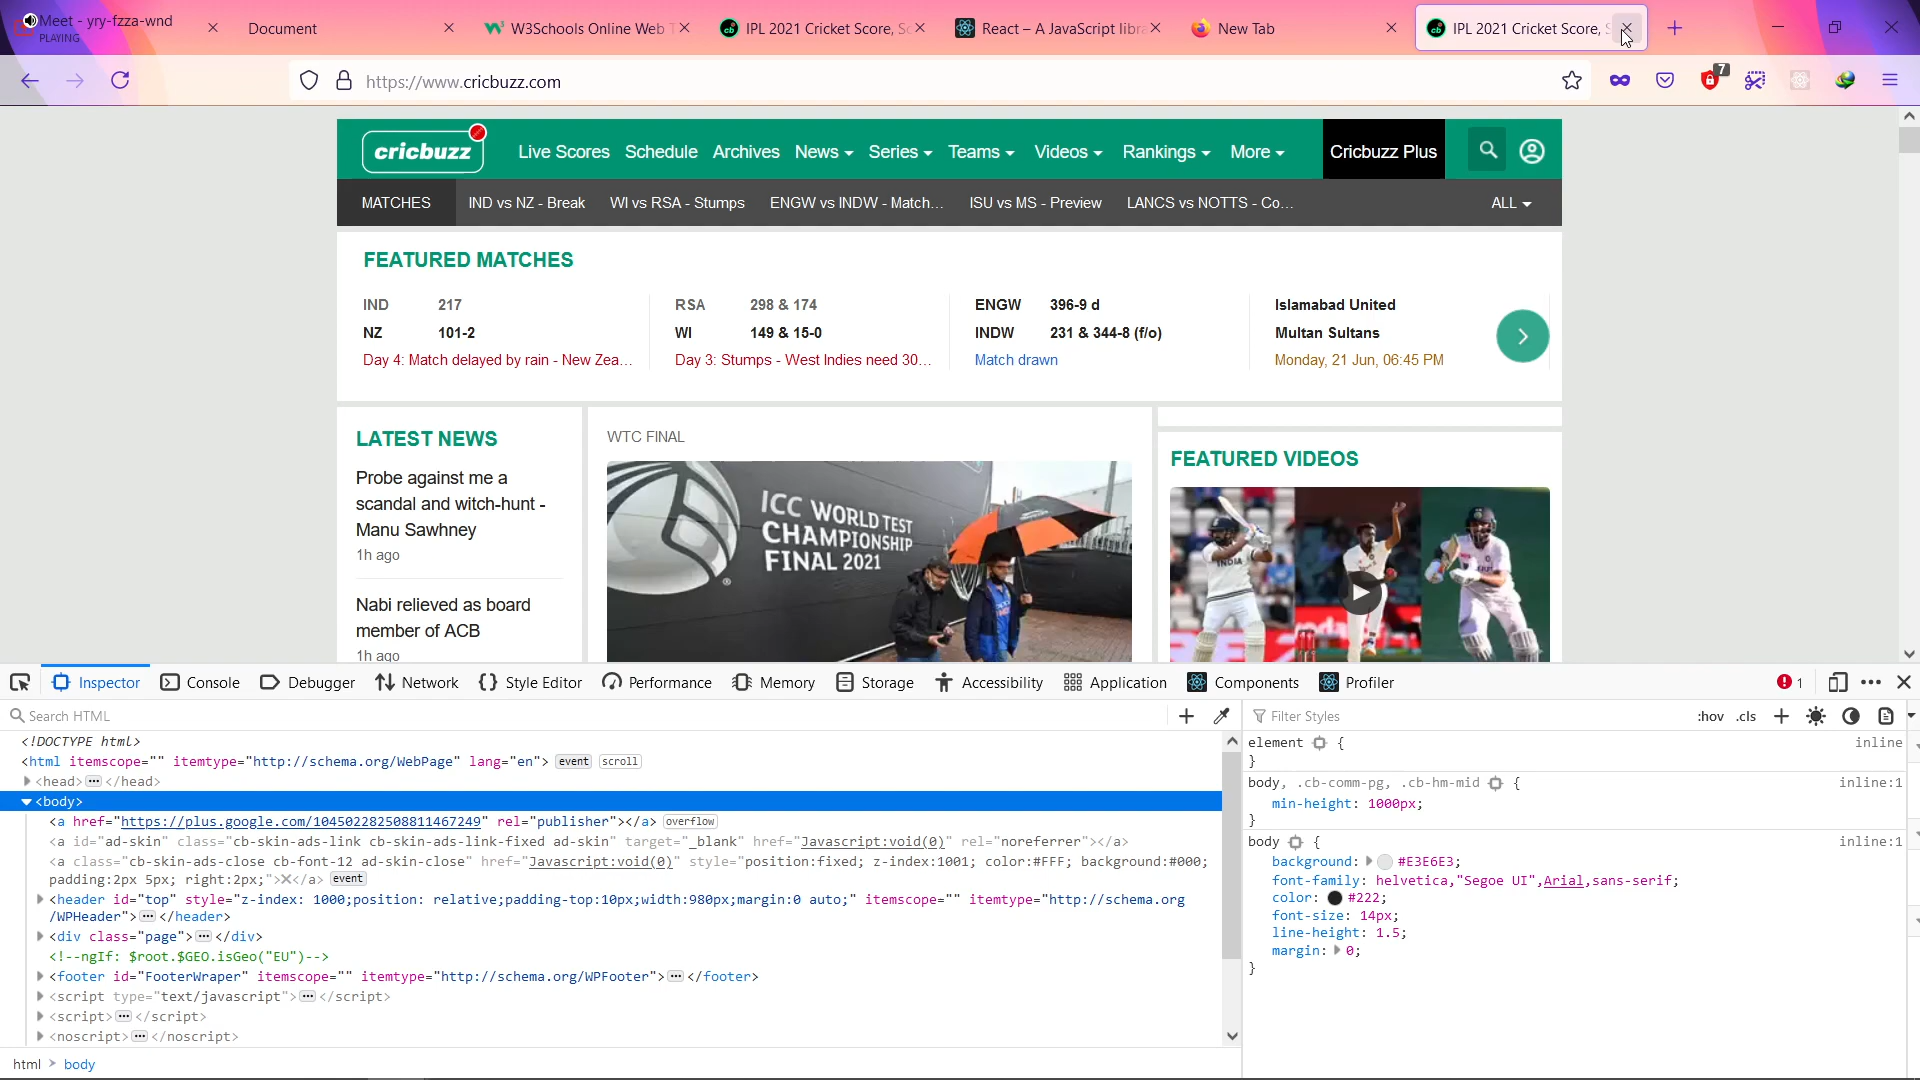 Meet - yry-fzza-wnd
PLAYING
Document
W3Schools Online Web T
IPL 2021 Cricket Score, Sc
React – A JavaScript libra
New Tab
IPL 2021 Cricket Score, S
https://www.cricbuzz.com
7
cricbuzz
Live Scores Schedule Archives News Series Teams Videos Rankings More Cricbuzz Plus
MATCHES IND vs NZ - Break WI vs RSA - Stumps ENGW vs INDW - Match... ISU vs MS - Preview LANCS vs NOTTS - Co... ALL
FEATURED MATCHES
IND 217
NZ 101-2
Day 4: Match delayed by rain - New Zea...
RSA 298 & 174
WI 149 & 15-0
Day 3: Stumps - West Indies need 30...
ENGW 396-9 d
INDW 231 & 344-8 (f/o)
Match drawn
Islamabad United
Multan Sultans
Monday, 21 Jun, 06:45 PM
LATEST NEWS
Probe against me a
scandal and witch-hunt -
Manu Sawhney
1h ago
Nabi relieved as board
member of ACB
1h ago
WTC FINAL
ICC WORLD TEST
CHAMPIONSHIP
FINAL 2021
FEATURED VIDEOS
INDIA
Inspector Console Debugger Network Style Editor Performance Memory Storage Accessibility Application Components Profiler 1
Search HTML
<!DOCTYPE html>
<html itemscope="" itemtype="http://schema.org/WebPage" lang="en"> event scroll
<head> </head>
<body>
<a href="https://plus.google.com/104502282508811467249" rel="publisher"></a> overflow
<a id="ad-skin" class="cb-skin-ads-link cb-skin-ads-link-fixed ad-skin" target="_blank" href="Javascript:void(0)" rel="noreferrer"></a>
<a class="cb-skin-ads-close cb-font-12 ad-skin-close" href="Javascript:void(0)" style="position:fixed; z-index:1001; color:#FFF; background:#000;
padding:2px 5px; right:2px;">✕</a> event
<header id="top" style="z-index: 1000;position: relative;padding-top:10px;width:980px;margin:0 auto;" itemscope="" itemtype="http://schema.org
/WPHeader"> </header>
<div class="page"> </div>
<!--ngIf: $root.$GEO.isGeo("EU")-->
<footer id="FooterWraper" itemscope="" itemtype="http://schema.org/WPFooter"> </footer>
<script type="text/javascript"> </script>
<script> </script>
<noscript> </noscript>
html > body
Filter Styles :hov .cls
element { inline
}
body, .cb-comm-pg, .cb-hm-mid { inline:1
min-height: 1000px;
}
body { inline:1
background: #E3E6E3;
font-family: helvetica,"Segoe UI",Arial,sans-serif;
color: #222;
font-size: 14px;
line-height: 1.5;
margin: 0;
}